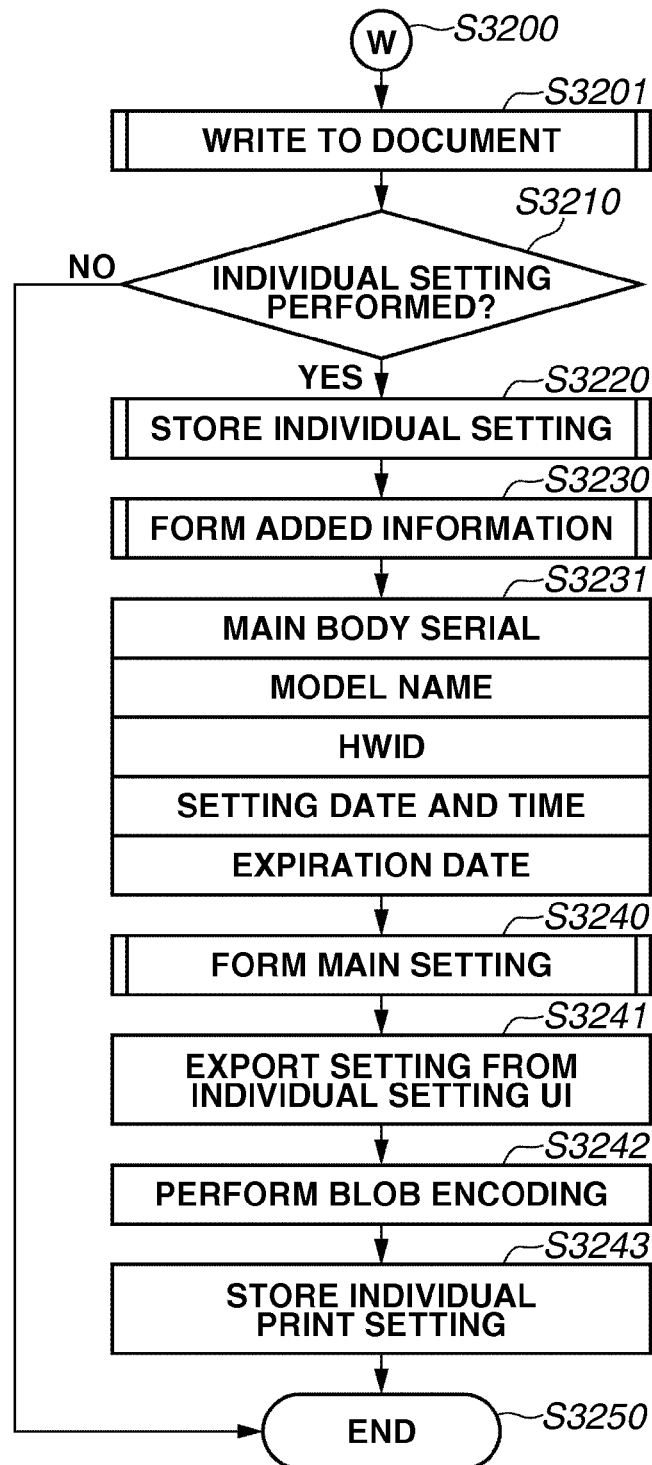 W
S3200
S3201
WRITE TO DOCUMENT
S3210
NO
INDIVIDUAL SETTING
PERFORMED?
YES
S3220
STORE INDIVIDUAL SETTING
S3230
FORM ADDED INFORMATION
S3231
MAIN BODY SERIAL
MODEL NAME
HWID
SETTING DATE AND TIME
EXPIRATION DATE
S3240
FORM MAIN SETTING
S3241
EXPORT SETTING FROM
INDIVIDUAL SETTING UI
S3242
PERFORM BLOB ENCODING
S3243
STORE INDIVIDUAL
PRINT SETTING
S3250
END